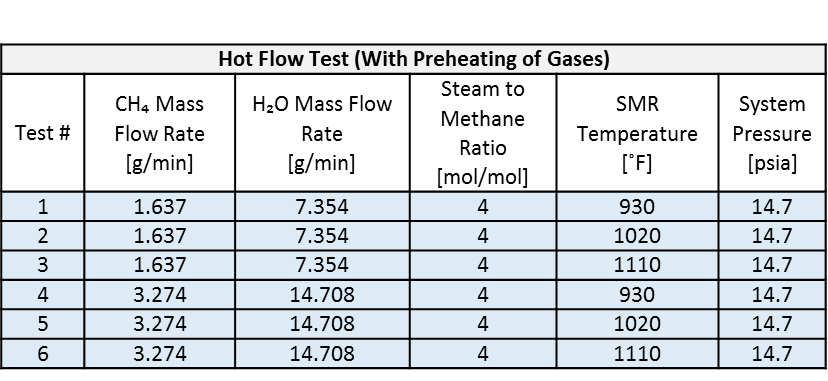 Hot Flow Test (With Preheating of Gases)
Test # CH₄ Mass Flow Rate [g/min] H₂O Mass Flow Rate [g/min] Steam to Methane Ratio [mol/mol] SMR Temperature [˚F] System Pressure [psia]
1 1.637 7.354 4 930 14.7
2 1.637 7.354 4 1020 14.7
3 1.637 7.354 4 1110 14.7
4 3.274 14.708 4 930 14.7
5 3.274 14.708 4 1020 14.7
6 3.274 14.708 4 1110 14.7